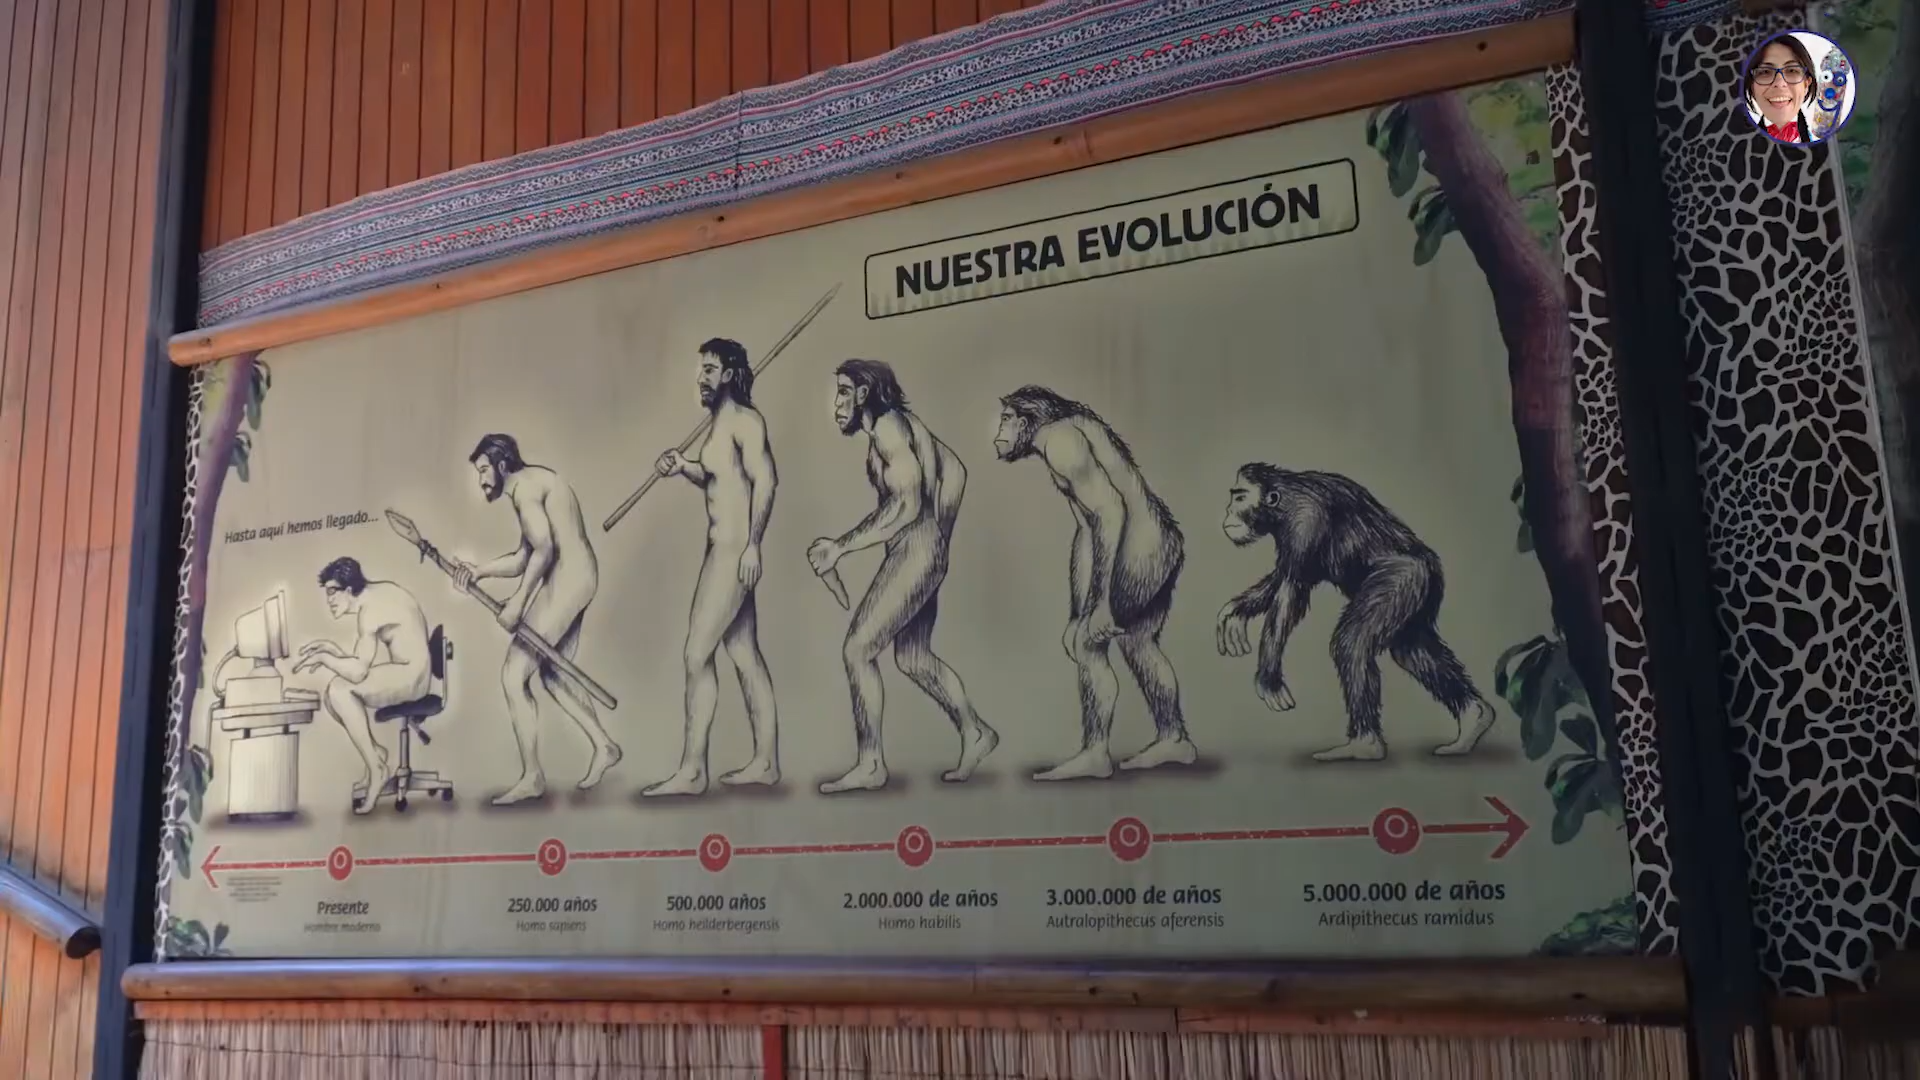 NUESTRA EVOLUCIÓN
Hasta aquí hemos llegado...
Presente
Hombre moderno
250.000 años
Homo sapiens
500.000 años
Homo heilderbergensis
2.000.000 de años
Homo habilis
3.000.000 de años
Autralopithecus aferensis
5.000.000 de años
Ardipithecus ramidus